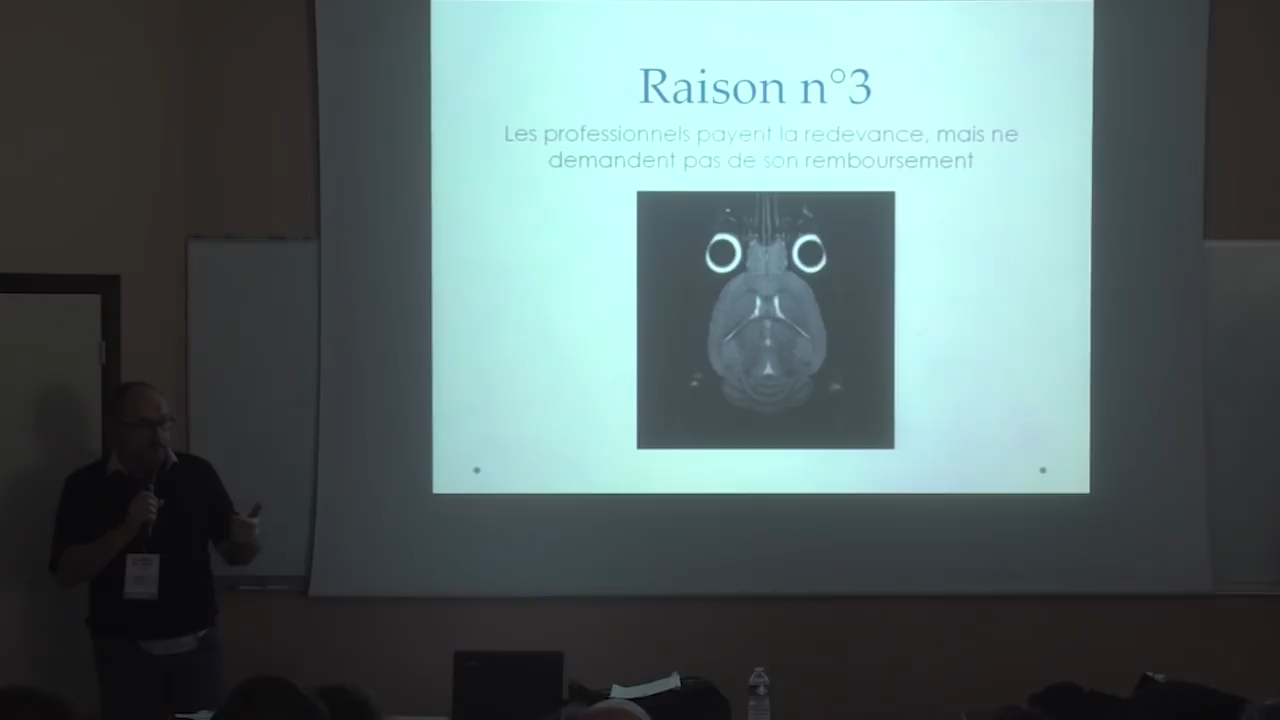 Raison n°3
Les professionnels payent la redevance, mais ne
demandent pas de son remboursement